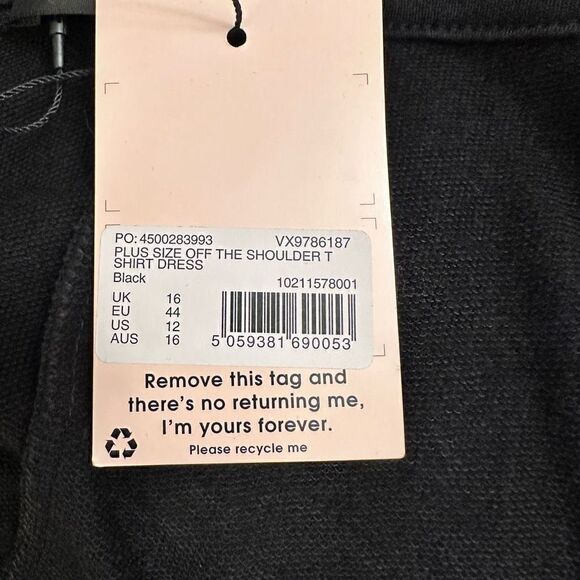 PO: 4500283993 VX9786187
PLUS SIZE OFF THE SHOULDER T
SHIRT DRESS
Black 10211578001
UK 16
EU 44
US 12
AUS 16
5 059381 690053
Remove this tag and
there's no returning me,
I'm yours forever.
Please recycle me